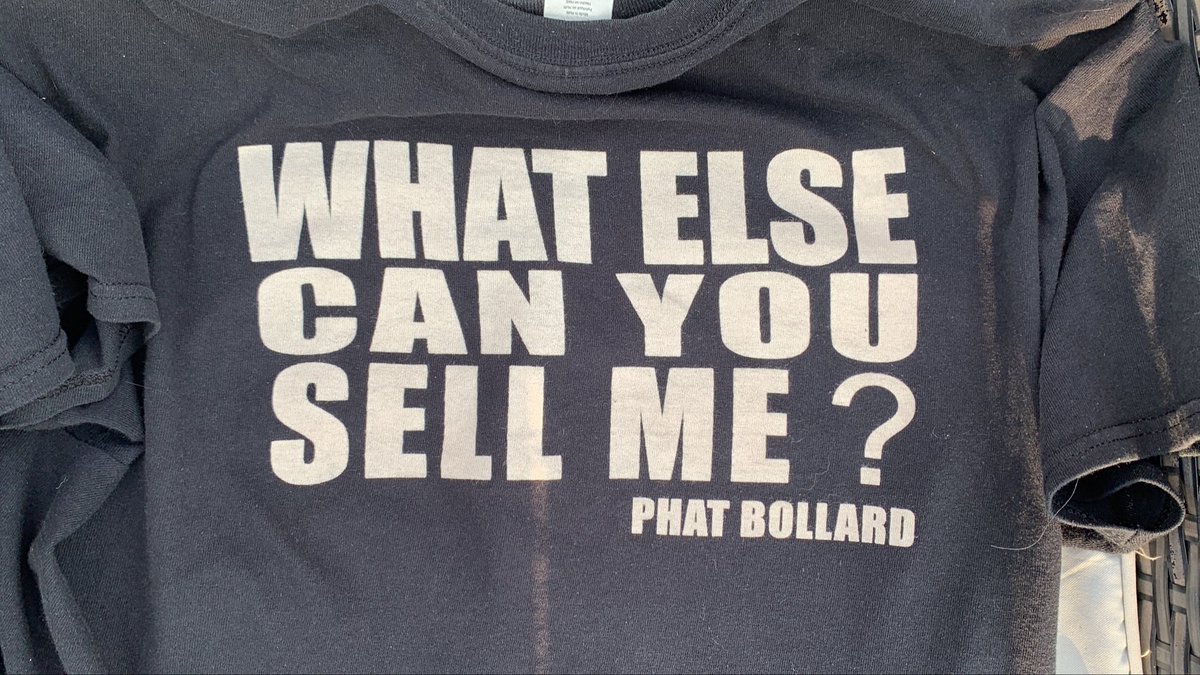 WHAT ELSE
CAN YOU
SELL ME ?
PHAT BOLLARD